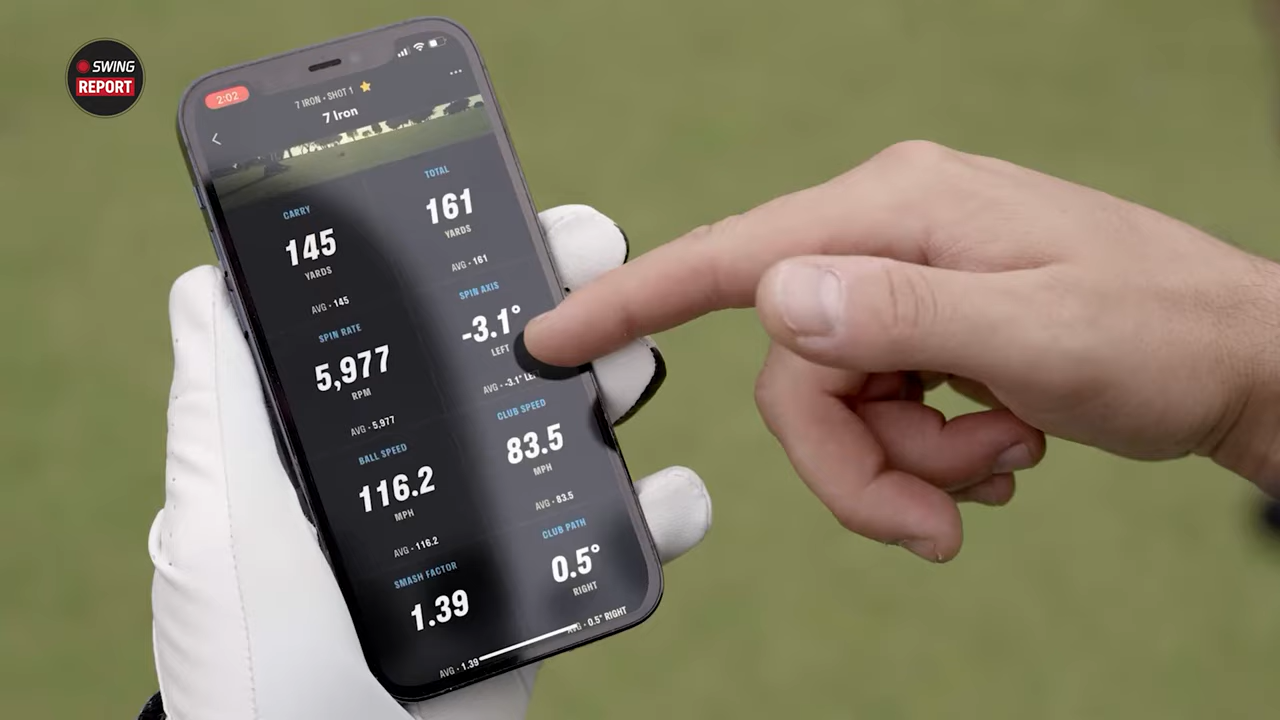 SWING
REPORT
2:02
7 IRON - SHOT 1
7 Iron
CARRY
145
YARDS
AVG - 145
TOTAL
161
YARDS
AVG - 161
SPIN RATE
5,977
RPM
AVG - 5,977
SPIN AXIS
-3.1°
LEFT
AVG - -3.1°
BALL SPEED
116.2
MPH
AVG - 116.2
CLUB SPEED
83.5
MPH
AVG - 83.5
SMASH FACTOR
1.39
AVG - 1.39
CLUB PATH
0.5°
RIGHT
AVG - 0.5° RIGHT